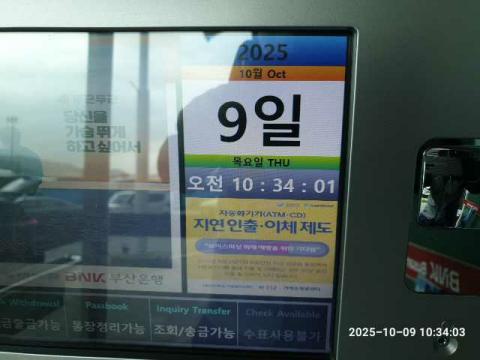 2025
10월 Oct
9일
목요일 THU
오전 10 : 34 : 01
당신을
가슴 뛰게
하고 싶어서
자동화기기(ATM·CD)
지연 인출·이체 제도
BNK 부산은행
Withdrawal
출금가능
Passbook
통장정리가능
Inquiry Transfer
조회/송금가능
Check Available
수표사용불가
BNK
2025-10-09 10:34:03